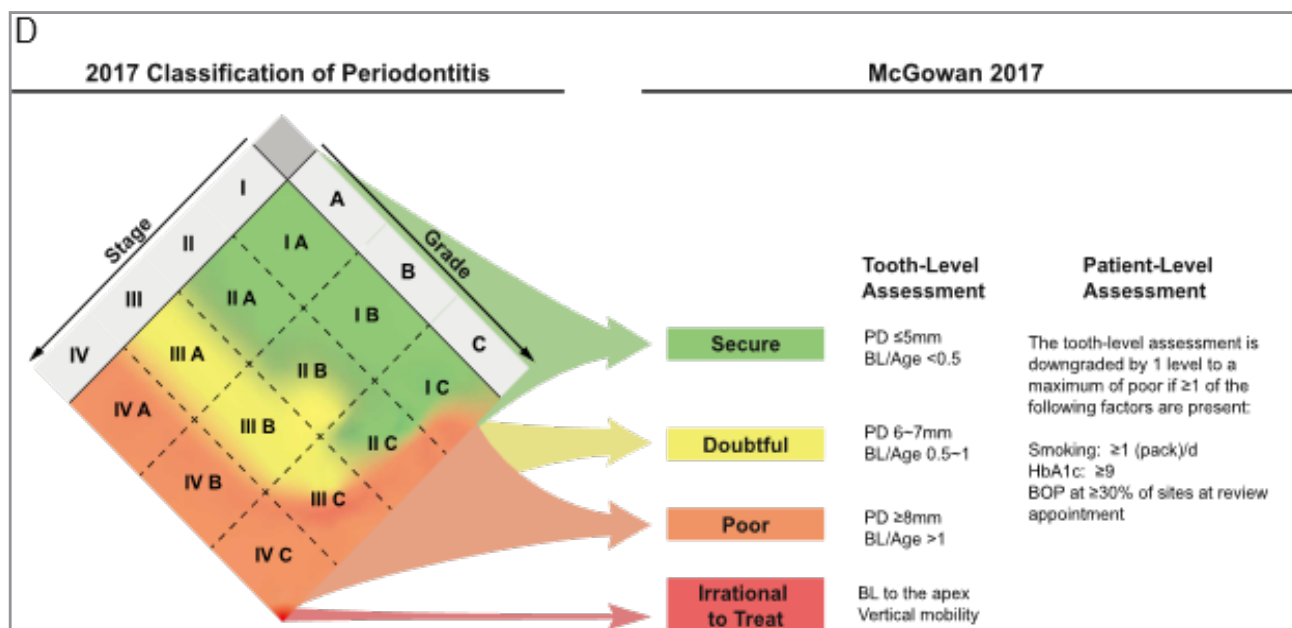 D
2017 Classification of Periodontitis
McGowan 2017
Stage
Grade
I
II
III
IV
A
B
C
I A
II A
I B
III A
II B
I C
IV A
III B
II C
IV B
III C
IV C
Tooth-Level
Assessment
Patient-Level
Assessment
Secure
PD ≤5mm
BL/Age <0.5
Doubtful
PD 6~7mm
BL/Age 0.5~1
Poor
PD ≥8mm
BL/Age >1
Irrational
to Treat
BL to the apex
Vertical mobility
The tooth-level assessment is
downgraded by 1 level to a
maximum of poor if ≥1 of the
following factors are present:
Smoking: ≥1 (pack)/d
HbA1c: ≥9
BOP at ≥30% of sites at review
appointment